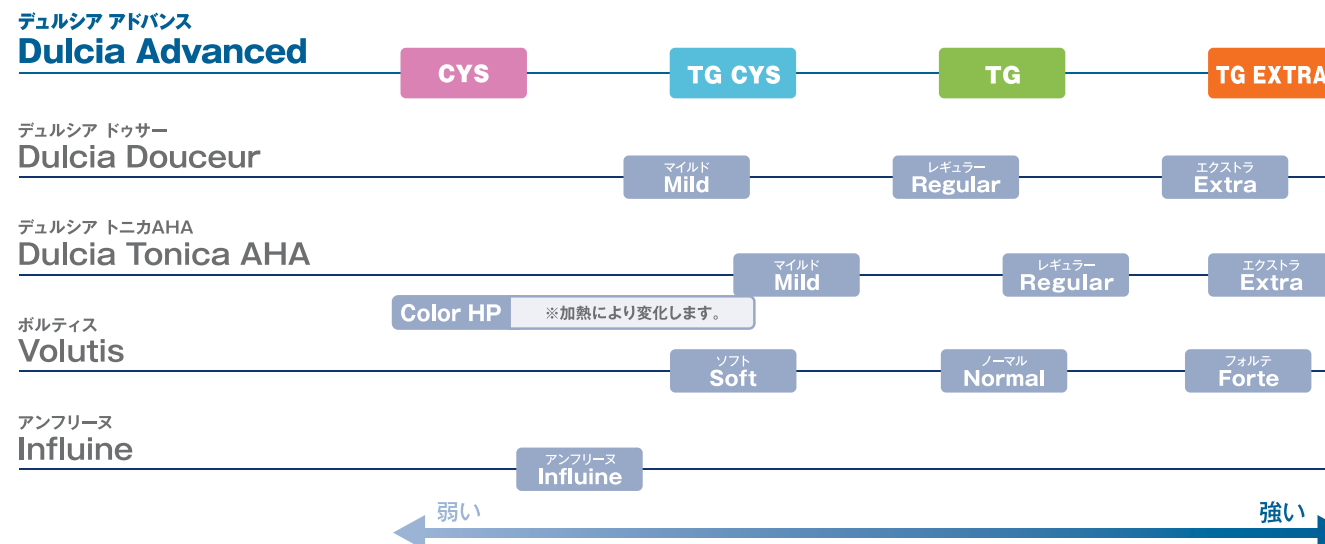 デュルシア アドバンス
Dulcia Advanced
CYS
TG CYS
TG
TG EXTRA
デュルシア ドゥサー
Dulcia Douceur
マイルド
Mild
レギュラー
Regular
エクストラ
Extra
デュルシア トニカAHA
Dulcia Tonica AHA
マイルド
Mild
レギュラー
Regular
エクストラ
Extra
Color HP ※加熱により変化します。
ボルティス
Volutis
ソフト
Soft
ノーマル
Normal
フォルテ
Forte
アンフリーヌ
Influine
アンフリーヌ
Influine
弱い
強い